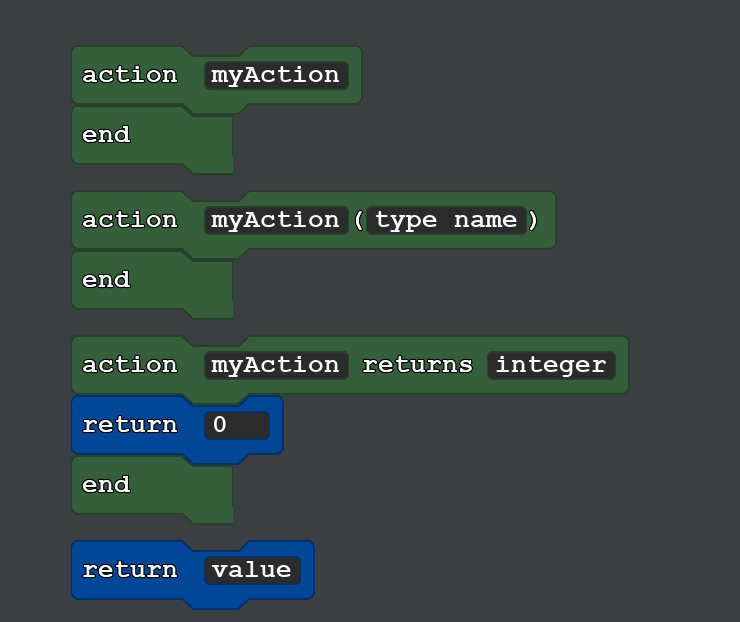 action myAction
end
action myAction ( type name )
end
action myAction returns integer
return 0
end
return value